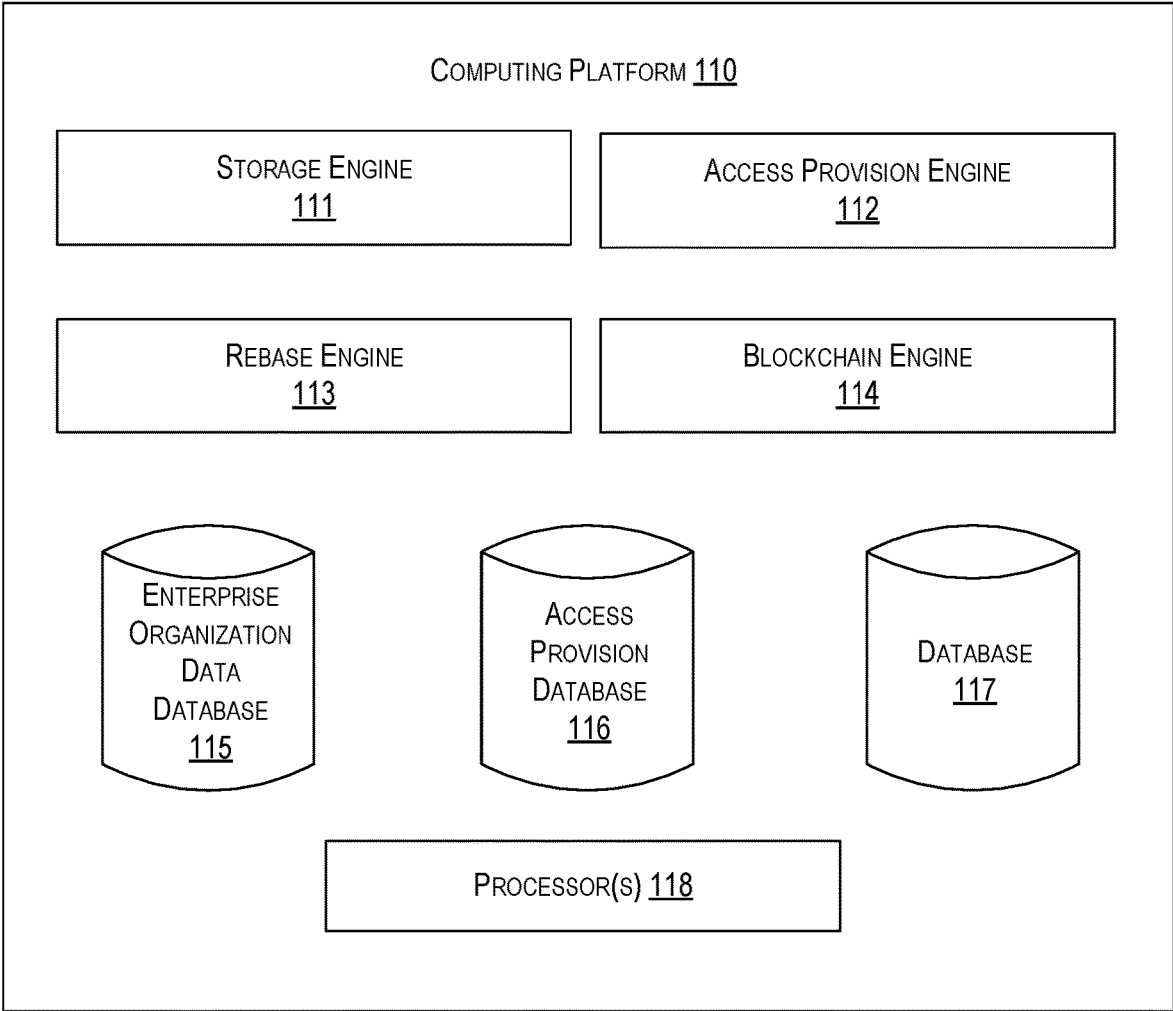 COMPUTING PLATFORM 110
STORAGE ENGINE
111
ACCESS PROVISION ENGINE
112
REBASE ENGINE
113
BLOCKCHAIN ENGINE
114
ENTERPRISE
ORGANIZATION
DATA
DATABASE
115
ACCESS
PROVISION
DATABASE
116
DATABASE
117
PROCESSOR(S) 118